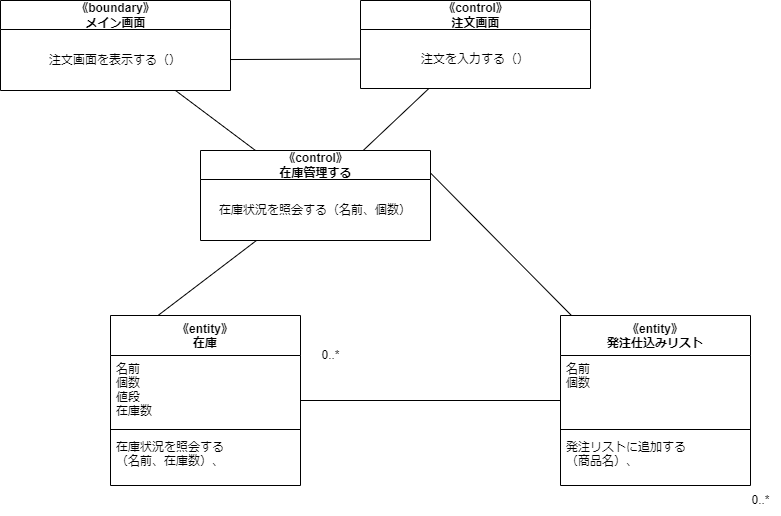 《boundary》
メイン画面
注文画面を表示する（）
《control》
注文画面
注文を入力する（）
《control》
在庫管理する
在庫状況を照会する（名前、個数）
《entity》
在庫
名前
個数
値段
在庫数
在庫状況を照会する
（名前、在庫数）、
0..*
《entity》
発注仕込みリスト
名前
個数
発注リストに追加する
（商品名）、
0..*